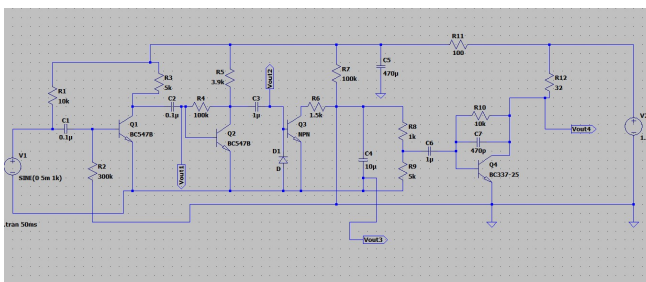 R1
10k
C1
0.1µ
V1
SINE(0 5m 1k)
.tran 50ms
R2
300k
R3
5k
Q1
BC547B
C2
0.1µ
Vout1
R4
100k
R5
3.9k
Q2
BC547B
C3
1µ
Vout2
D1
D
Q3
NPN
R6
1.5k
R7
100k
C5
470µ
C4
10µ
Vout3
R8
1k
R9
5k
C6
1µ
R11
100
R10
10k
C7
470p
Q4
BC337-25
R12
32
Vout4